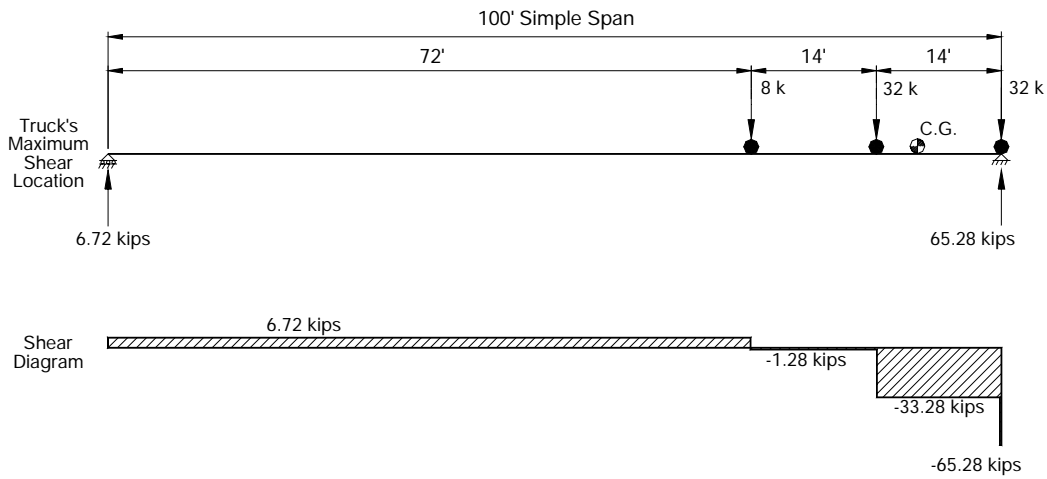 100' Simple Span
72'
14'
14'
8 k
32 k
32 k
C.G.
Truck's
Maximum
Shear
Location
6.72 kips
65.28 kips
6.72 kips
Shear
Diagram
-1.28 kips
-33.28 kips
-65.28 kips